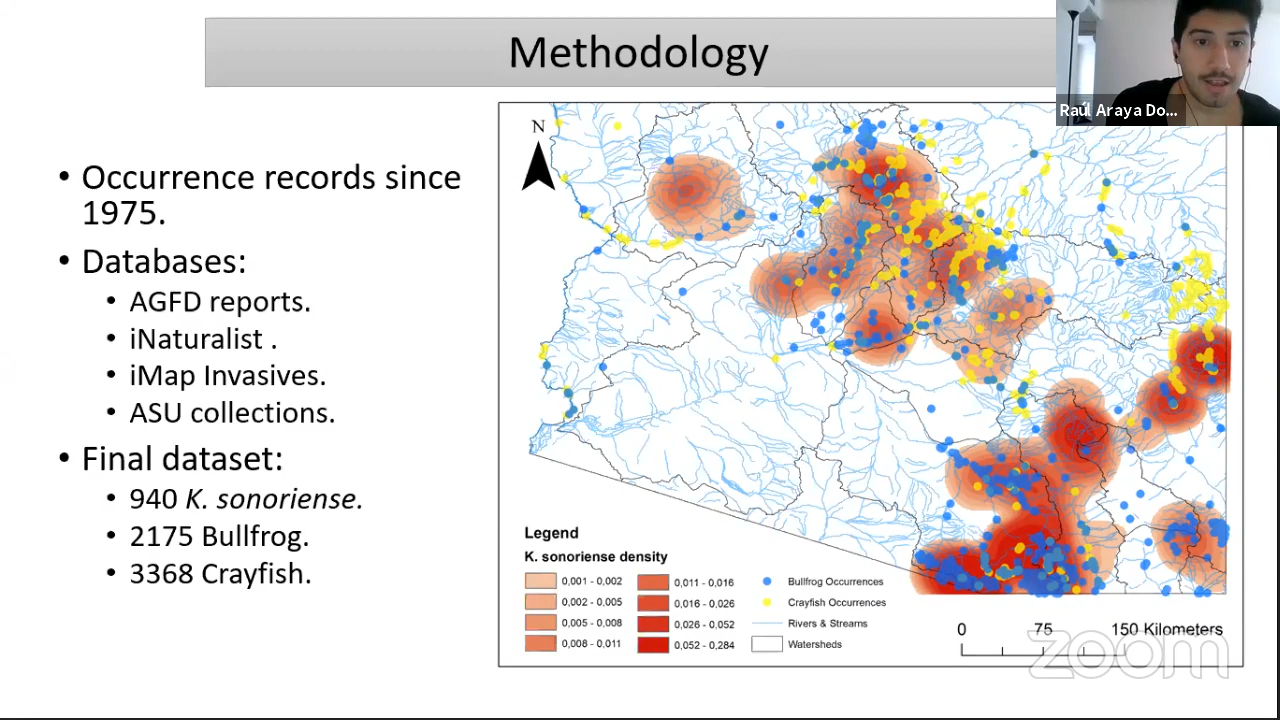 Methodology
Raúl Araya Do...
• Occurrence records since
1975.
• Databases:
• AGFD reports.
• iNaturalist .
• iMap Invasives.
• ASU collections.
• Final dataset:
• 940 K. sonoriense.
• 2175 Bullfrog.
• 3368 Crayfish.
N
Legend
K. sonoriense density
0,001 - 0,002
0,002 - 0,005
0,005 - 0,008
0,008 - 0,011
0,011 - 0,016
0,016 - 0,026
0,026 - 0,052
0,052 - 0,284
Bullfrog Occurrences
Crayfish Occurrences
Rivers & Streams
Watersheds
0 75 150 Kilometers
zoom